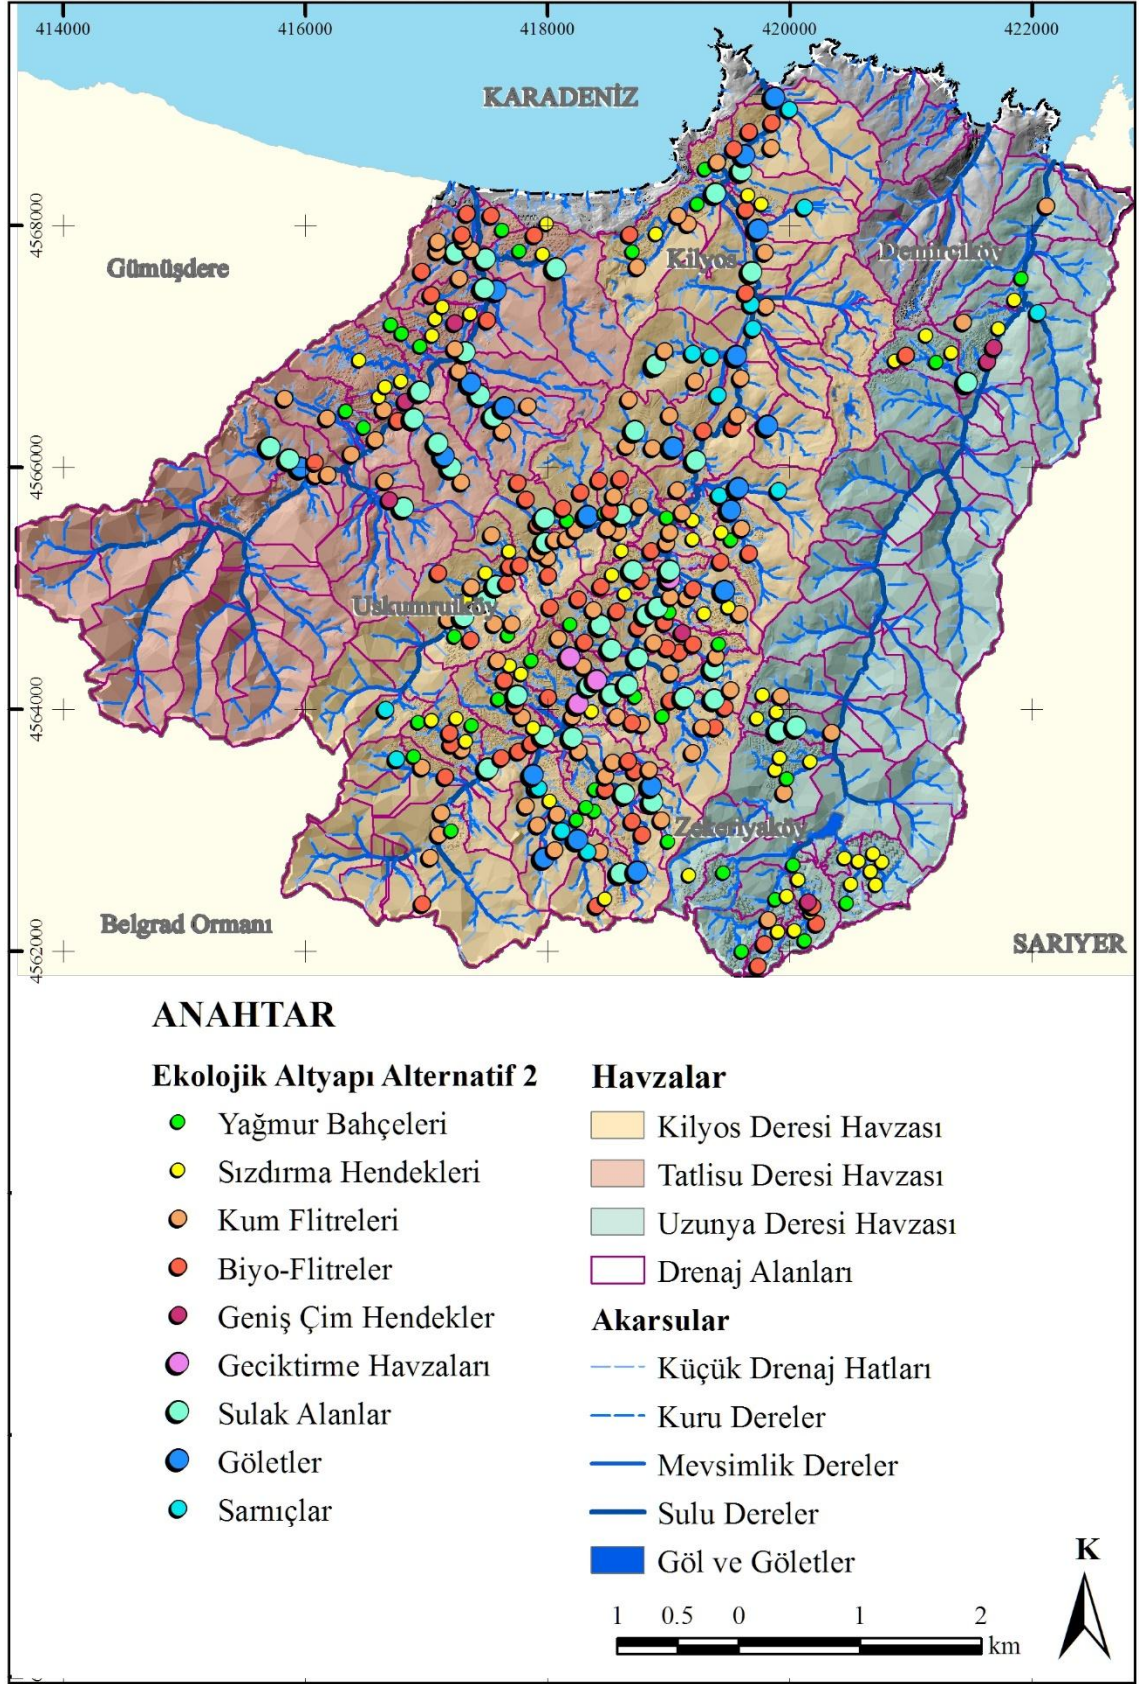 414000 416000 418000 420000 422000
KARADENİZ
4568000
Gümüşdere
Kilyos
Demirciköy
4566000
Uskumruköy
4564000
Zekeriyaköy
Belgrad Ormanı
SARIYER
4562000
ANAHTAR
Ekolojik Altyapı Alternatif 2
Yağmur Bahçeleri
Sızdırma Hendekleri
Kum Flitreleri
Biyo-Flitreler
Geniş Çim Hendekler
Geciktirme Havzaları
Sulak Alanlar
Göletler
Sarnıçlar
Havzalar
Kilyos Deresi Havzası
Tatlisu Deresi Havzası
Uzunya Deresi Havzası
Drenaj Alanları
Akarsular
Küçük Drenaj Hatları
Kuru Dereler
Mevsimlik Dereler
Sulu Dereler
Göl ve Göletler
K
1 0.5 0 1 2
km